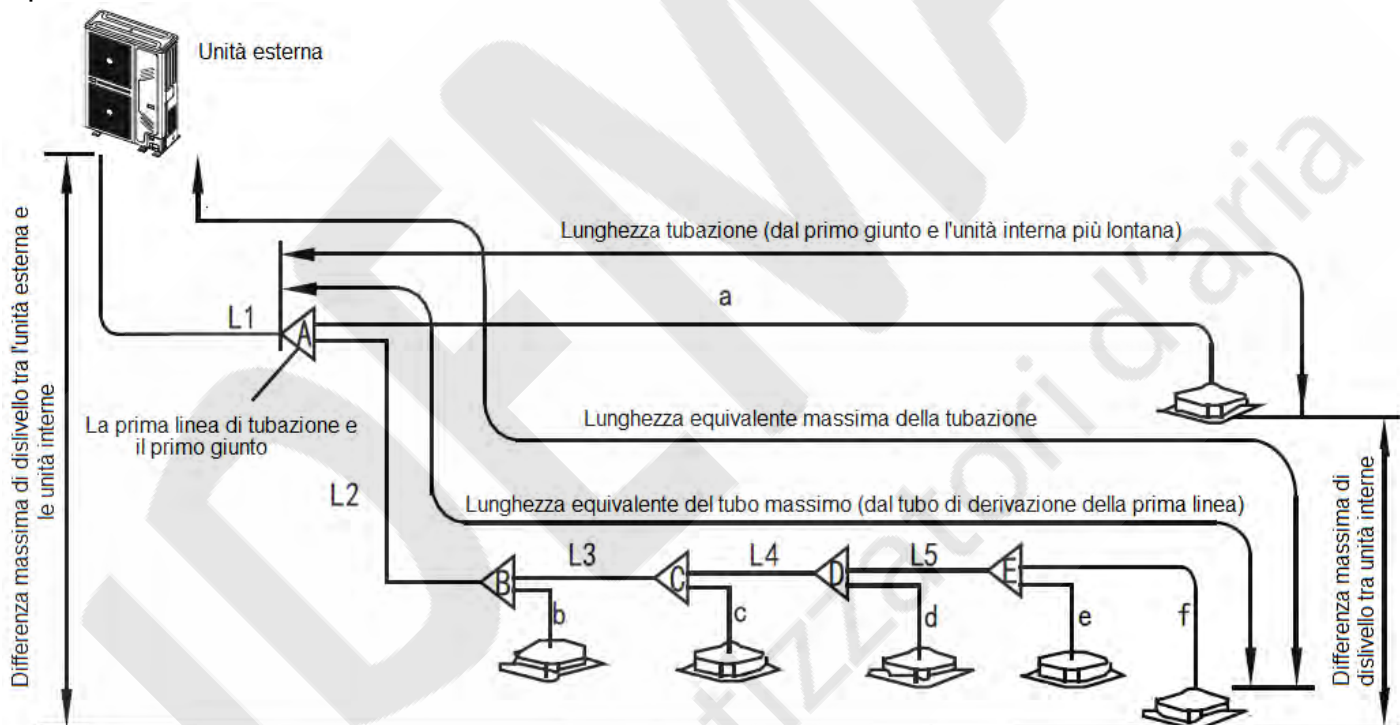 Unità esterna
Differenza massima di dislivello tra l'unità esterna e
le unità interne
Lunghezza tubazione (dal primo giunto e l'unità interna più lontana)
a
L1
A
La prima linea di tubazione e
il primo giunto
Lunghezza equivalente massima della tubazione
L2
Lunghezza equivalente del tubo massimo (dal tubo di derivazione della prima linea)
L3
L4
L5
B
C
D
E
b
c
d
e
f
Differenza massima di
dislivello tra unità interne
tizzatori d'aria